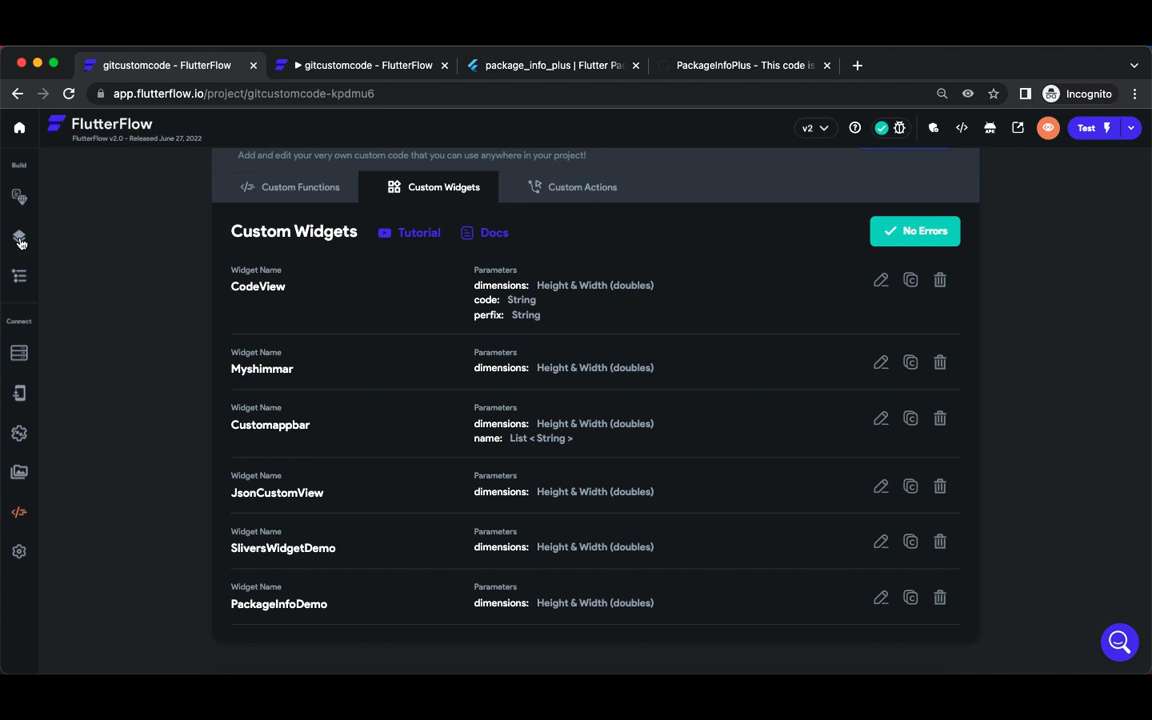 gitcustomcode - FlutterFlow
gitcustomcode - FlutterFlow
package_info_plus | Flutter Pac
PackageInfoPlus - This code is
app.flutterflow.io/project/gitcustomcode-kpdmu6
Incognito
FlutterFlow
FlutterFlow v2.0 - Released June 27, 2022
v2
Test
Build
Connect
Add and edit your very own custom code that you can use anywhere in your project!
Custom Functions
Custom Widgets
Custom Actions
Custom Widgets
Tutorial
Docs
No Errors
Widget Name
Parameters
CodeView
dimensions: Height & Width (doubles)
code: String
perfix: String
Widget Name
Parameters
Myshimmar
dimensions: Height & Width (doubles)
Widget Name
Parameters
Customappbar
dimensions: Height & Width (doubles)
name: List < String >
Widget Name
Parameters
JsonCustomView
dimensions: Height & Width (doubles)
Widget Name
Parameters
SliversWidgetDemo
dimensions: Height & Width (doubles)
Widget Name
Parameters
PackageInfoDemo
dimensions: Height & Width (doubles)